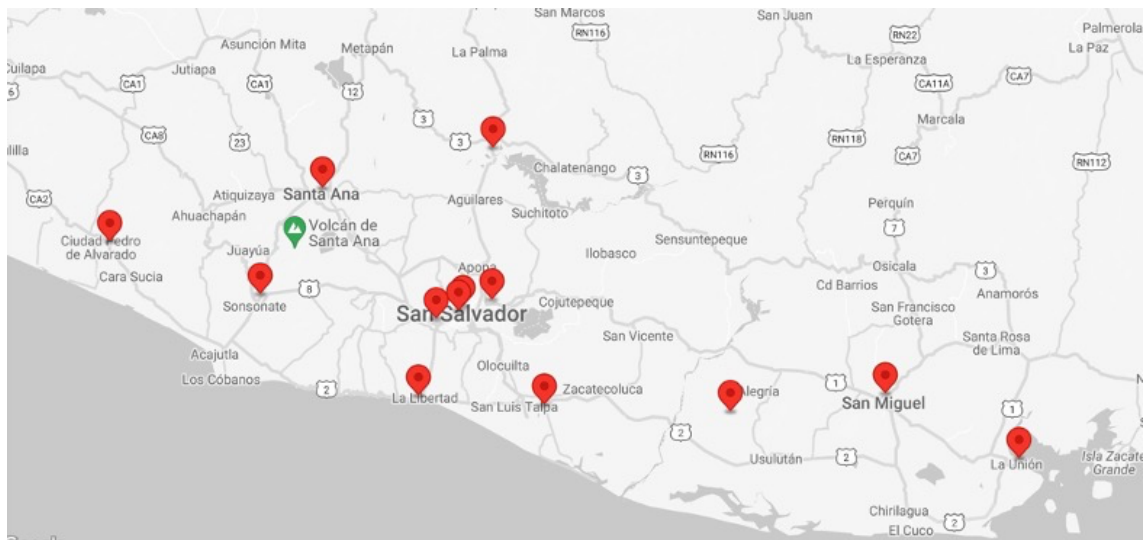 San Marcos
San Juan
RN116
RN22
Palmerola
La Paz
Asunción Mita
Metapán
La Palma
La Esperanza
Cuilapa
Jutiapa
CA1
CA1
12
CA11A
CA7
6
3
Marcala
CA8
23
3
RN116
RN118
CA7
RN112
Chalatenango
3
CA2
Atiquizaya
Santa Ana
Aguilares
Suchitoto
Perquín
Ahuachapán
Volcán de
Santa Ana
7
Ciudad Pedro
de Alvarado
Juayúa
Ilobasco
Sensuntepeque
Cara Sucia
Apopa
Osicala
3
Cd Barrios
Anamorós
8
Sonsonate
Cojutepeque
San Salvador
San Francisco
Gotera
San Vicente
Santa Rosa
de Lima
Acajutla
Los Cóbanos
Olocuilta
2
La Libertad
Zacatecoluca
San Luis Talpa
Alegría
1
San Miguel
1
2
Usulután
2
La Unión
Isla Zacate
Grande
Chirilagua
El Cuco
2